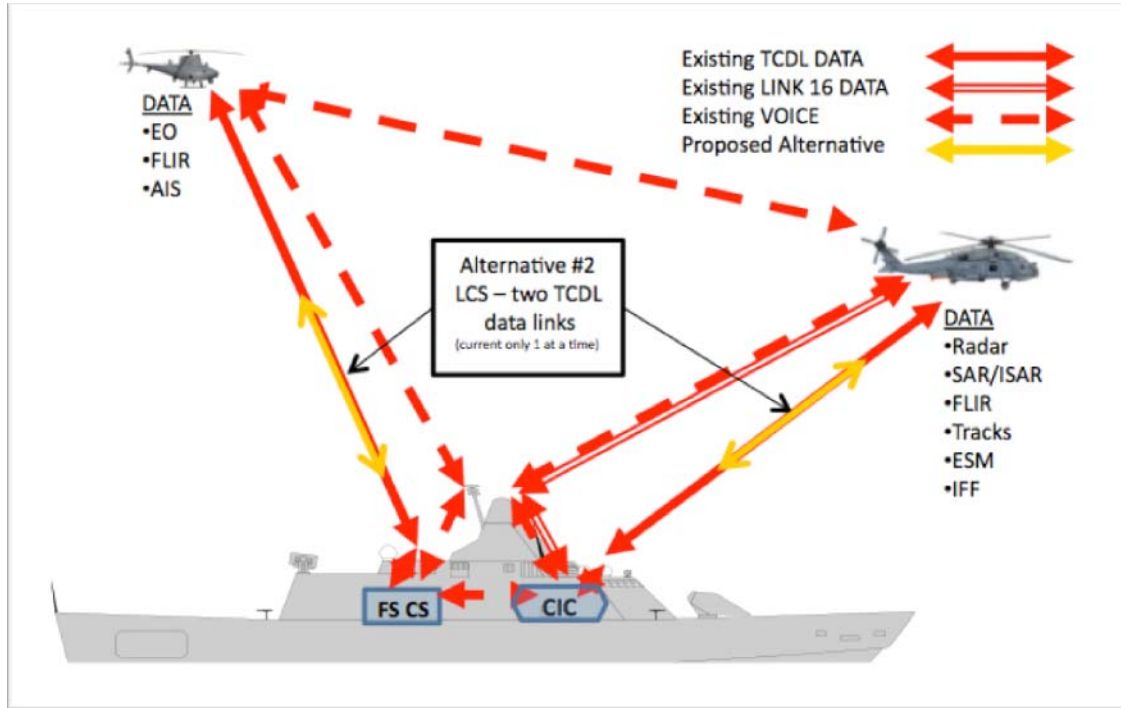 Existing TCDL DATA
Existing LINK 16 DATA
Existing VOICE
Proposed Alternative
DATA
•EO
•FLIR
•AIS
Alternative #2
LCS – two TCDL
data links
(current only 1 at a time)
DATA
•Radar
•SAR/ISAR
•FLIR
•Tracks
•ESM
•IFF
FS CS
CIC